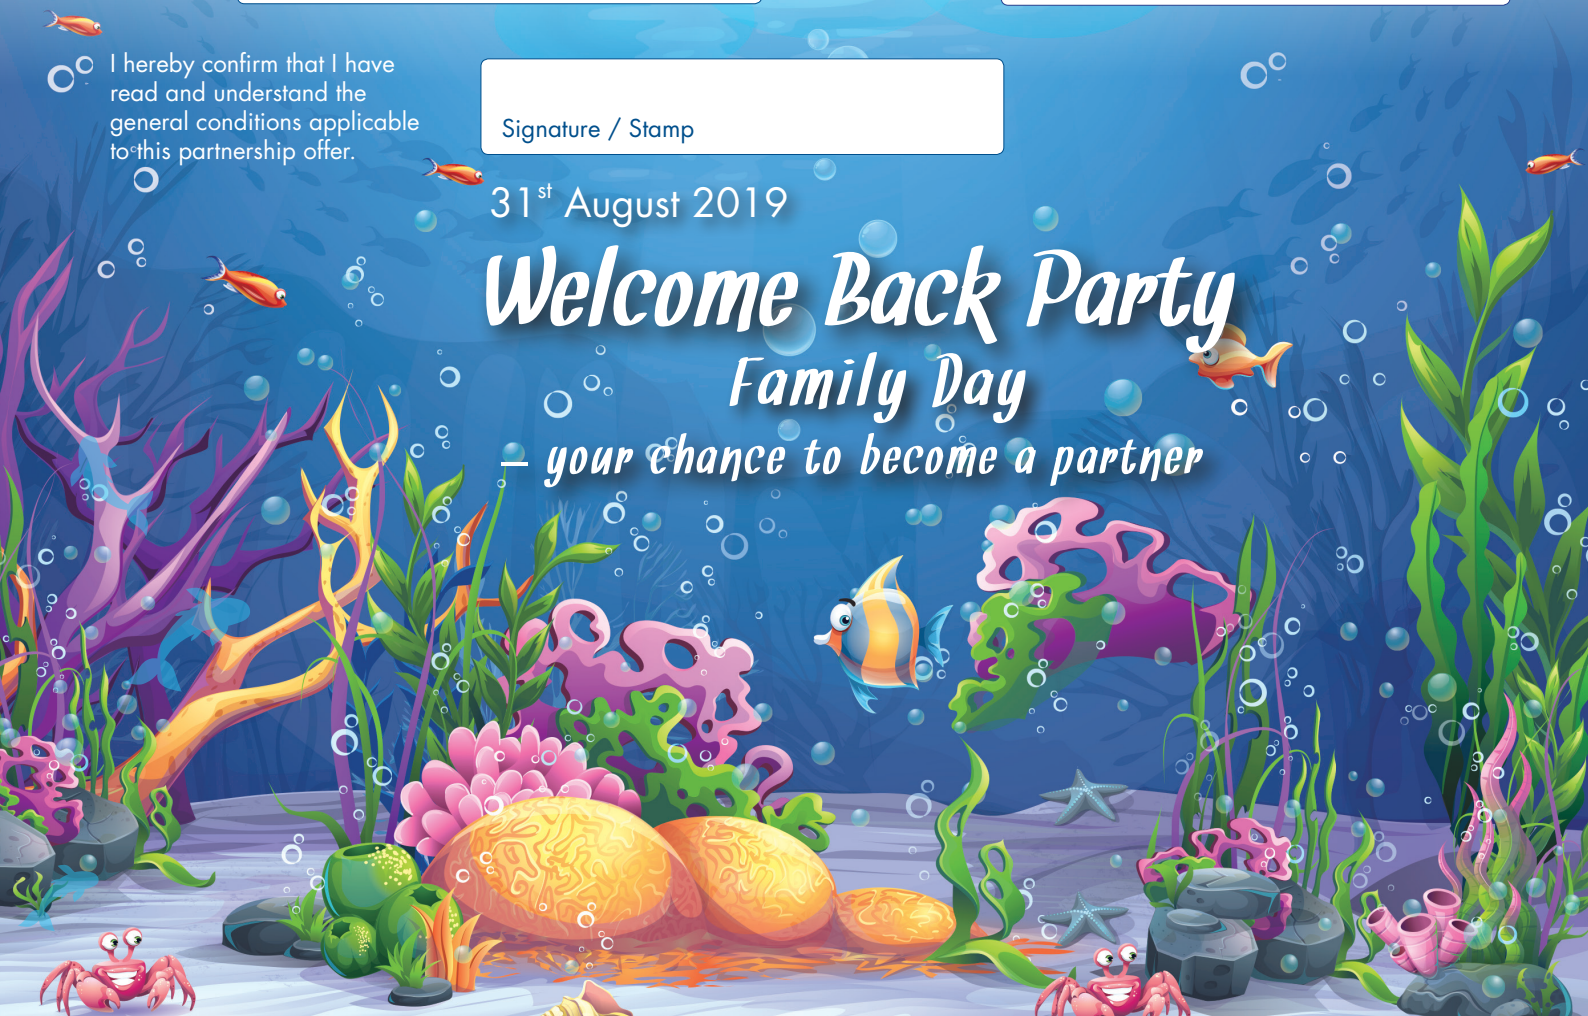 I hereby confirm that I have
read and understand the
general conditions applicable
to this partnership offer.
Signature / Stamp
31st August 2019
Welcome Back Party
Family Day
– your chance to become a partner